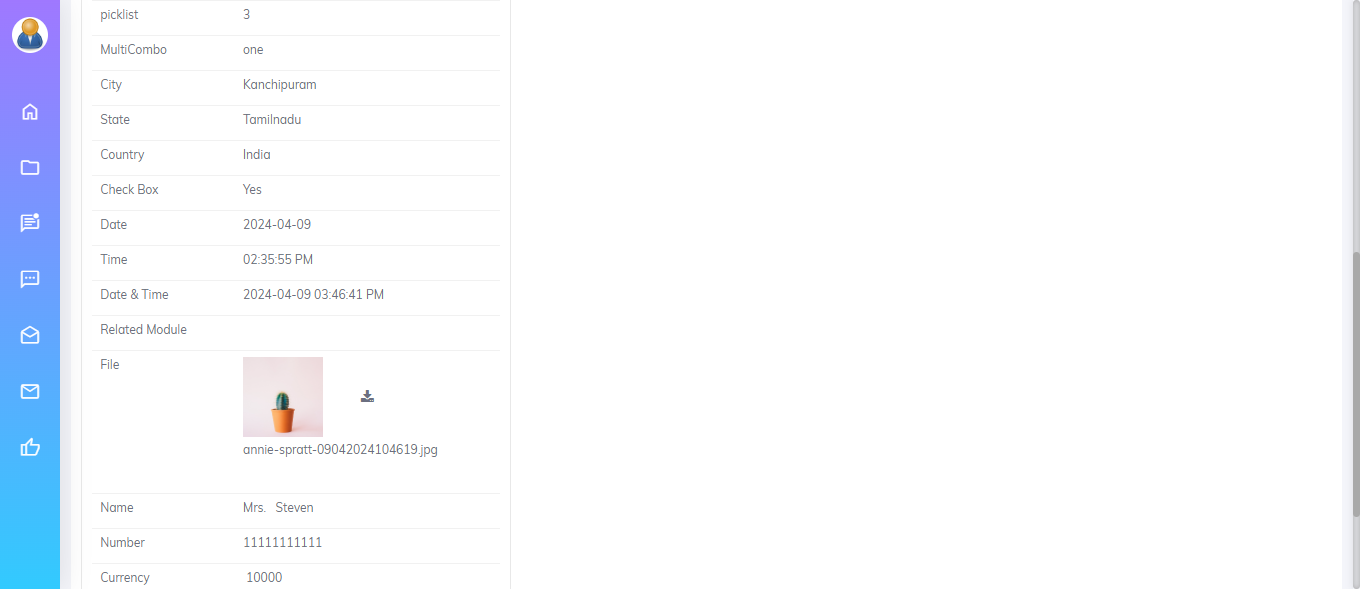 picklist 3
MultiCombo one
City Kanchipuram
State Tamilnadu
Country India
Check Box Yes
Date 2024-04-09
Time 02:35:55 PM
Date & Time 2024-04-09 03:46:41 PM
Related Module
File
annie-spratt-09042024104619.jpg
Name Mrs. Steven
Number 11111111111
Currency 10000